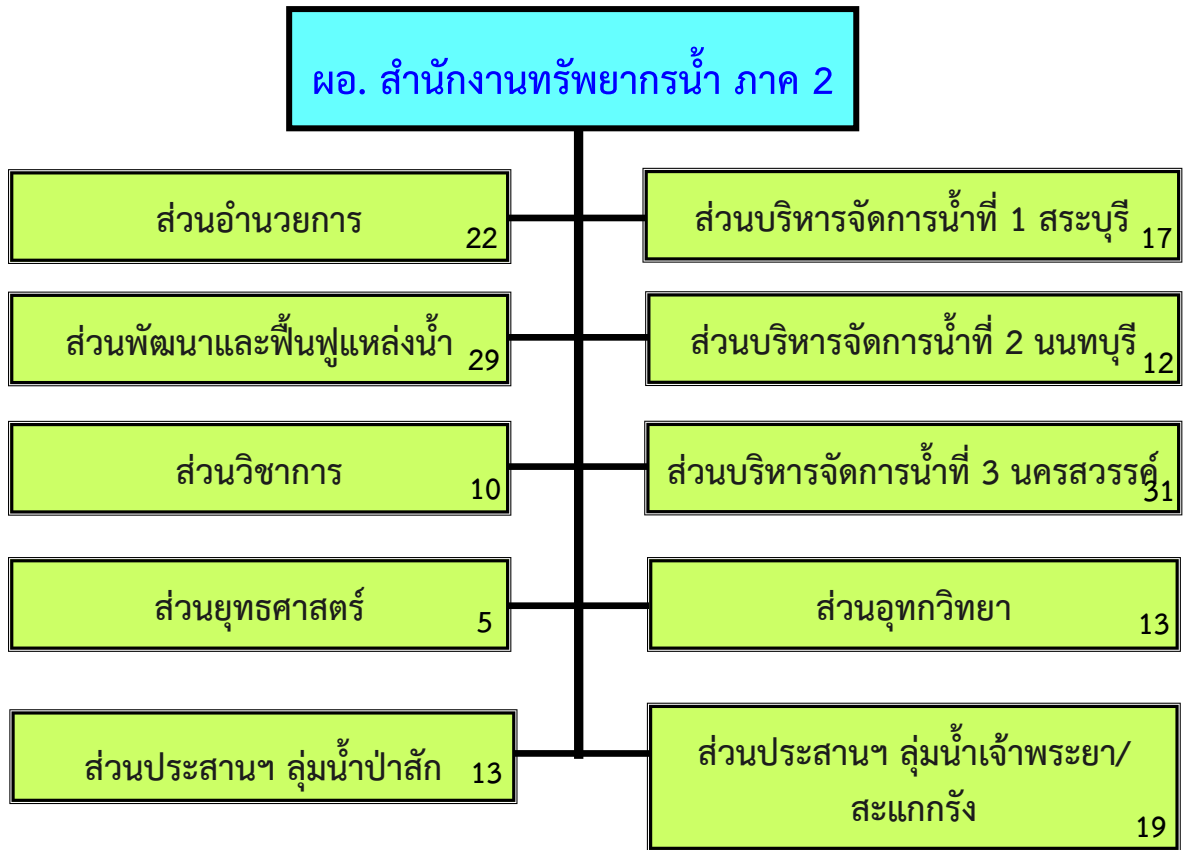 ผอ. สำนักงานทรัพยากรน้ำ ภาค 2
ส่วนอำนวยการ 22
ส่วนบริหารจัดการน้ำที่ 1 สระบุรี 17
ส่วนพัฒนาและฟื้นฟูแหล่งน้ำ 29
ส่วนบริหารจัดการน้ำที่ 2 นนทบุรี 12
ส่วนวิชาการ 10
ส่วนบริหารจัดการน้ำที่ 3 นครสวรรค์ 31
ส่วนยุทธศาสตร์ 5
ส่วนอุทกวิทยา 13
ส่วนประสานฯ ลุ่มน้ำป่าสัก 13
ส่วนประสานฯ ลุ่มน้ำเจ้าพระยา/
สะแกกรัง 19